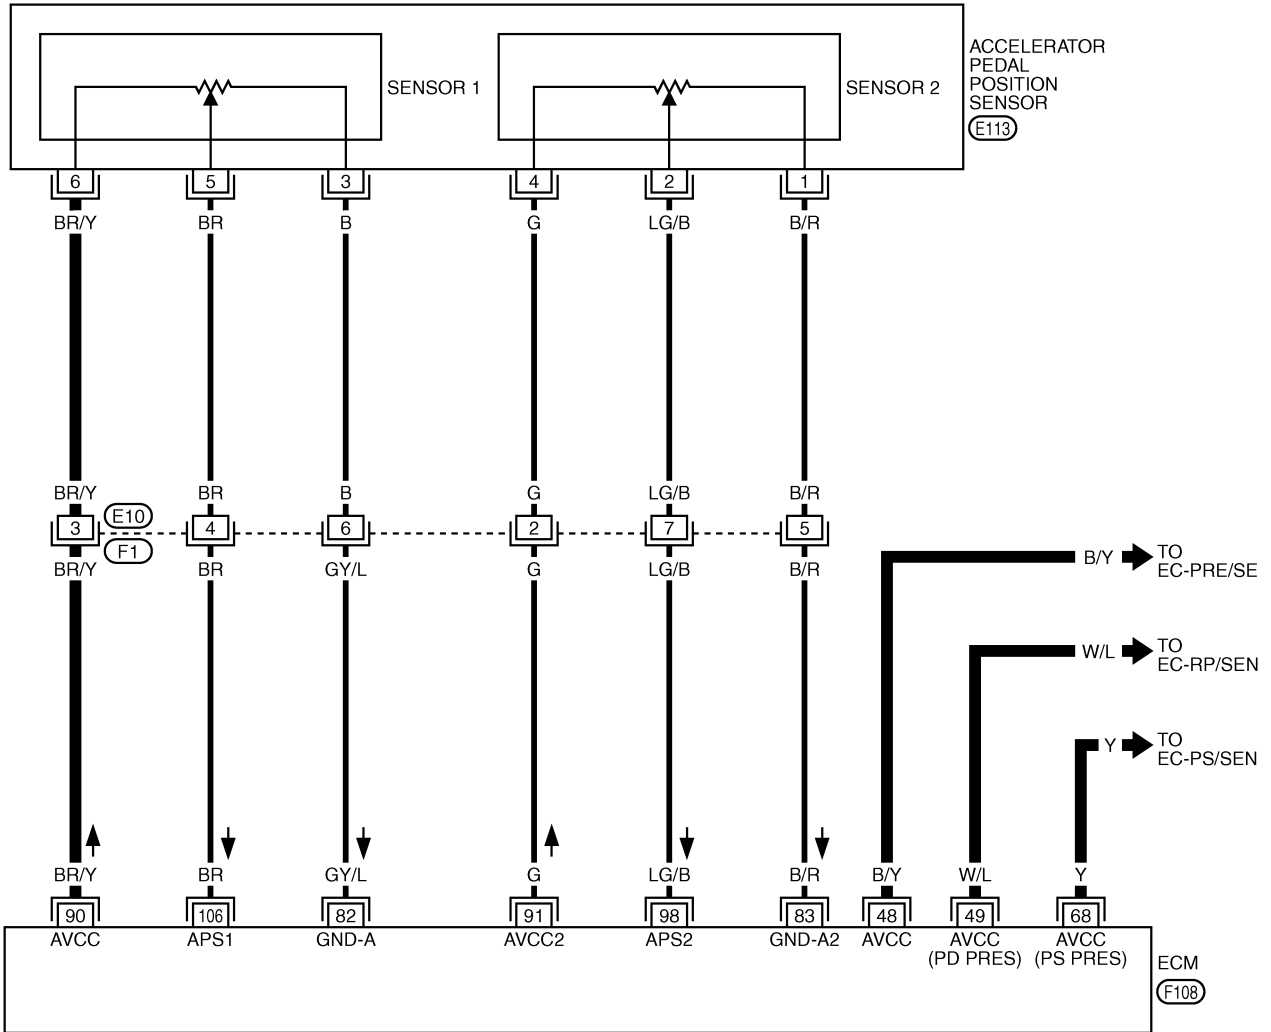 ACCELERATOR
PEDAL
POSITION
SENSOR
E113
SENSOR 1
SENSOR 2
6 5 3 4 2 1
BR/Y BR B G LG/B B/R
BR/Y BR B G LG/B B/R
E10
3 4 6 2 7 5
F1
BR/Y BR GY/L G LG/B B/R
B/Y TO
EC-PRE/SE
W/L TO
EC-RP/SEN
Y TO
EC-PS/SEN
BR/Y BR GY/L G LG/B B/R B/Y W/L Y
90 106 82 91 98 83 48 49 68
AVCC APS1 GND-A AVCC2 APS2 GND-A2 AVCC AVCC AVCC
(PD PRES) (PS PRES)
ECM
F108